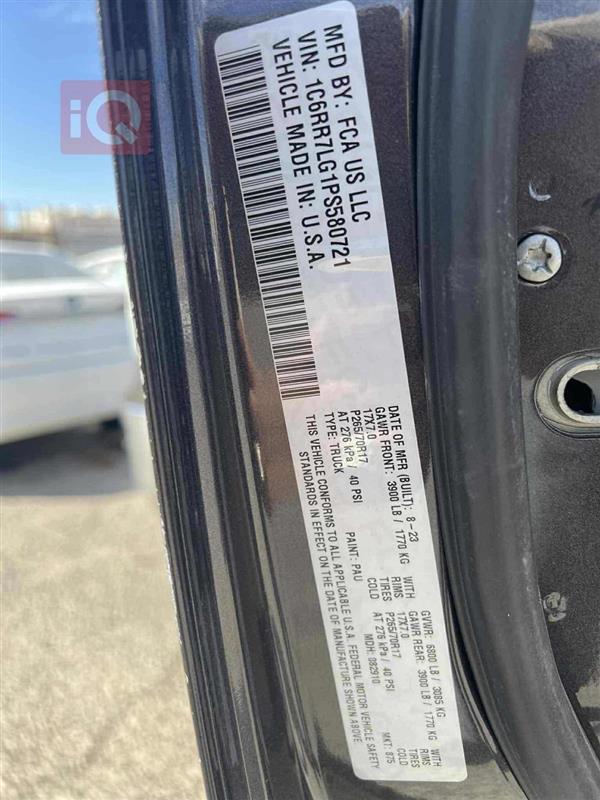 iQ
MFD BY: FCA US LLC
VIN: 1C6RR7LG1PS580721
VEHICLE MADE IN: U.S.A.
DATE OF MFR (BUILT): 8-23 GVWR: 6800 LB / 3085 KG
GAWR FRONT: 3900 LB / 1770 KG WITH GAWR REAR: 3900 LB / 1770 KG WITH
17X7.0 RIMS 17X7.0 RIMS
P265/70R17 TIRES P265/70R17 TIRES
AT 276 kPa / 40 PSI COLD AT 276 kPa / 40 PSI COLD
TYPE: TRUCK PAINT: PAU MDH: 082910 MKT: 875
THIS VEHICLE CONFORMS TO ALL APPLICABLE U.S.A. FEDERAL MOTOR VEHICLE SAFETY
STANDARDS IN EFFECT ON THE DATE OF MANUFACTURE SHOWN ABOVE